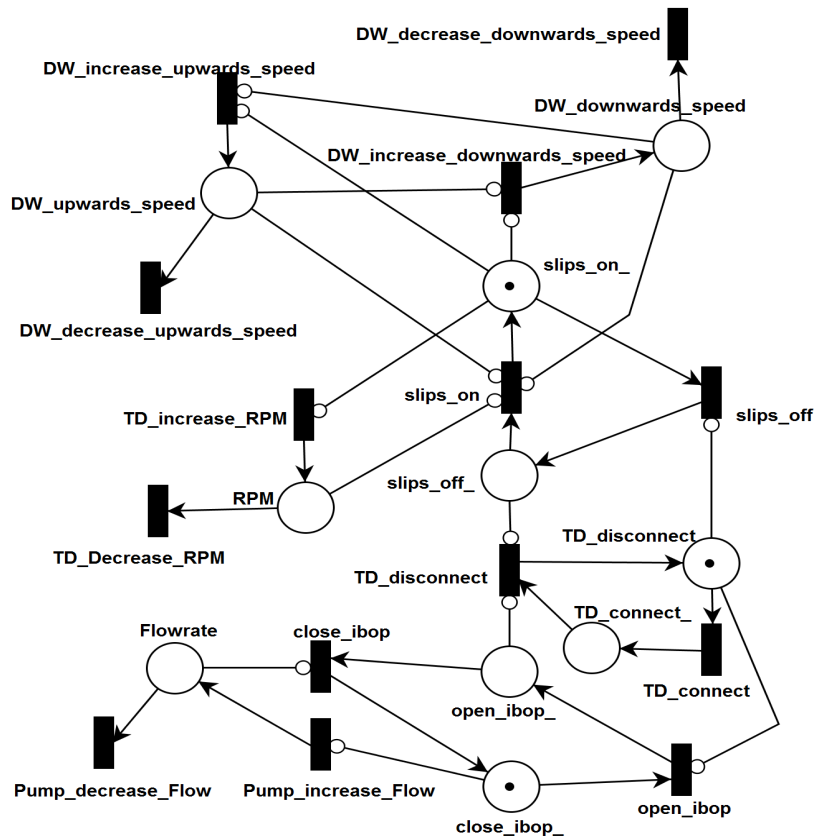 DW_decrease_downwards_speed
DW_increase_upwards_speed
DW_downwards_speed
DW_increase_downwards_speed
DW_upwards_speed
slips_on_
DW_decrease_upwards_speed
slips_on
TD_increase_RPM
slips_off
slips_off_
RPM
TD_disconnect
TD_Decrease_RPM
TD_disconnect
TD_connect_
Flowrate
close_ibop
TD_connect
open_ibop_
Pump_decrease_Flow
Pump_increase_Flow
open_ibop
close_ibop_